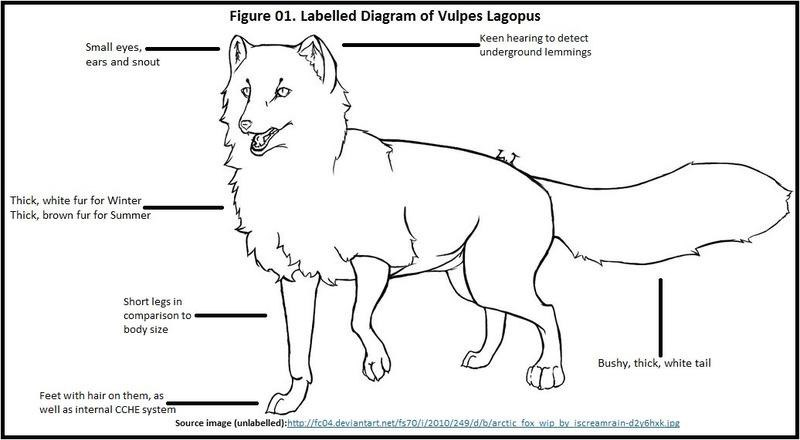 Figure 01. Labelled Diagram of Vulpes Lagopus
Small eyes,
ears and snout
Keen hearing to detect
underground lemmings
Thick, white fur for Winter
Thick, brown fur for Summer
Short legs in
comparison to
body size
Bushy, thick, white tail
Feet with hair on them, as
well as internal CCHE system
Source image (unlabelled):http://fc04.deviantart.net/fs70/i/2010/249/d/b/arctic_fox_wip_by_iscreamrain-d2y6hxk.jpg